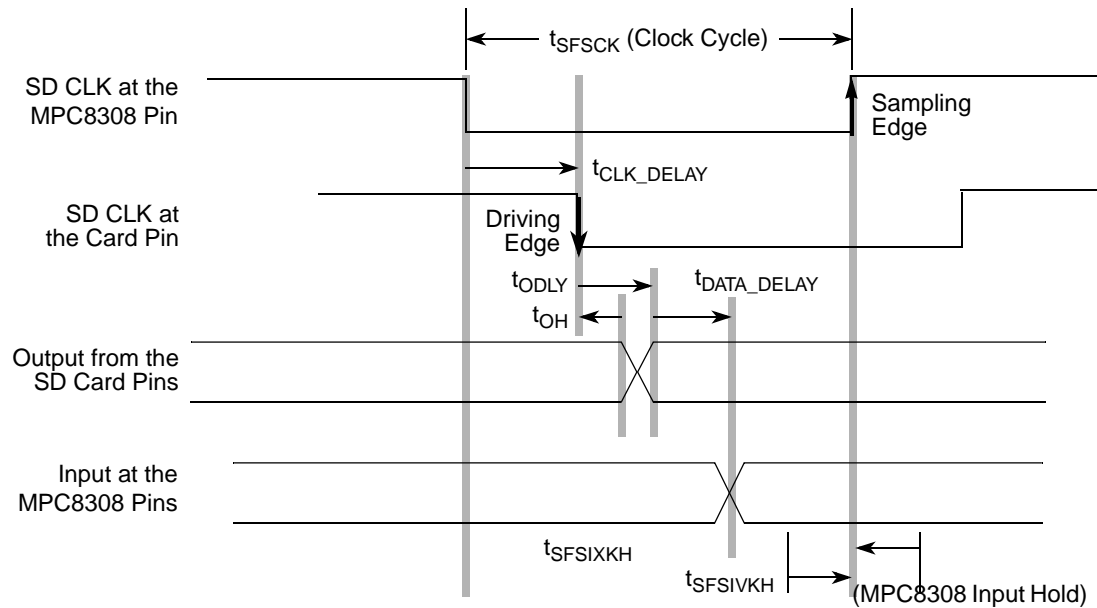 tSFSCK (Clock Cycle)
SD CLK at the
MPC8308 Pin
Sampling
Edge
tCLK_DELAY
SD CLK at
the Card Pin
Driving
Edge
tODLY
tDATA_DELAY
tOH
Output from the
SD Card Pins
Input at the
MPC8308 Pins
tSFSIXKH
tSFSIVKH
(MPC8308 Input Hold)